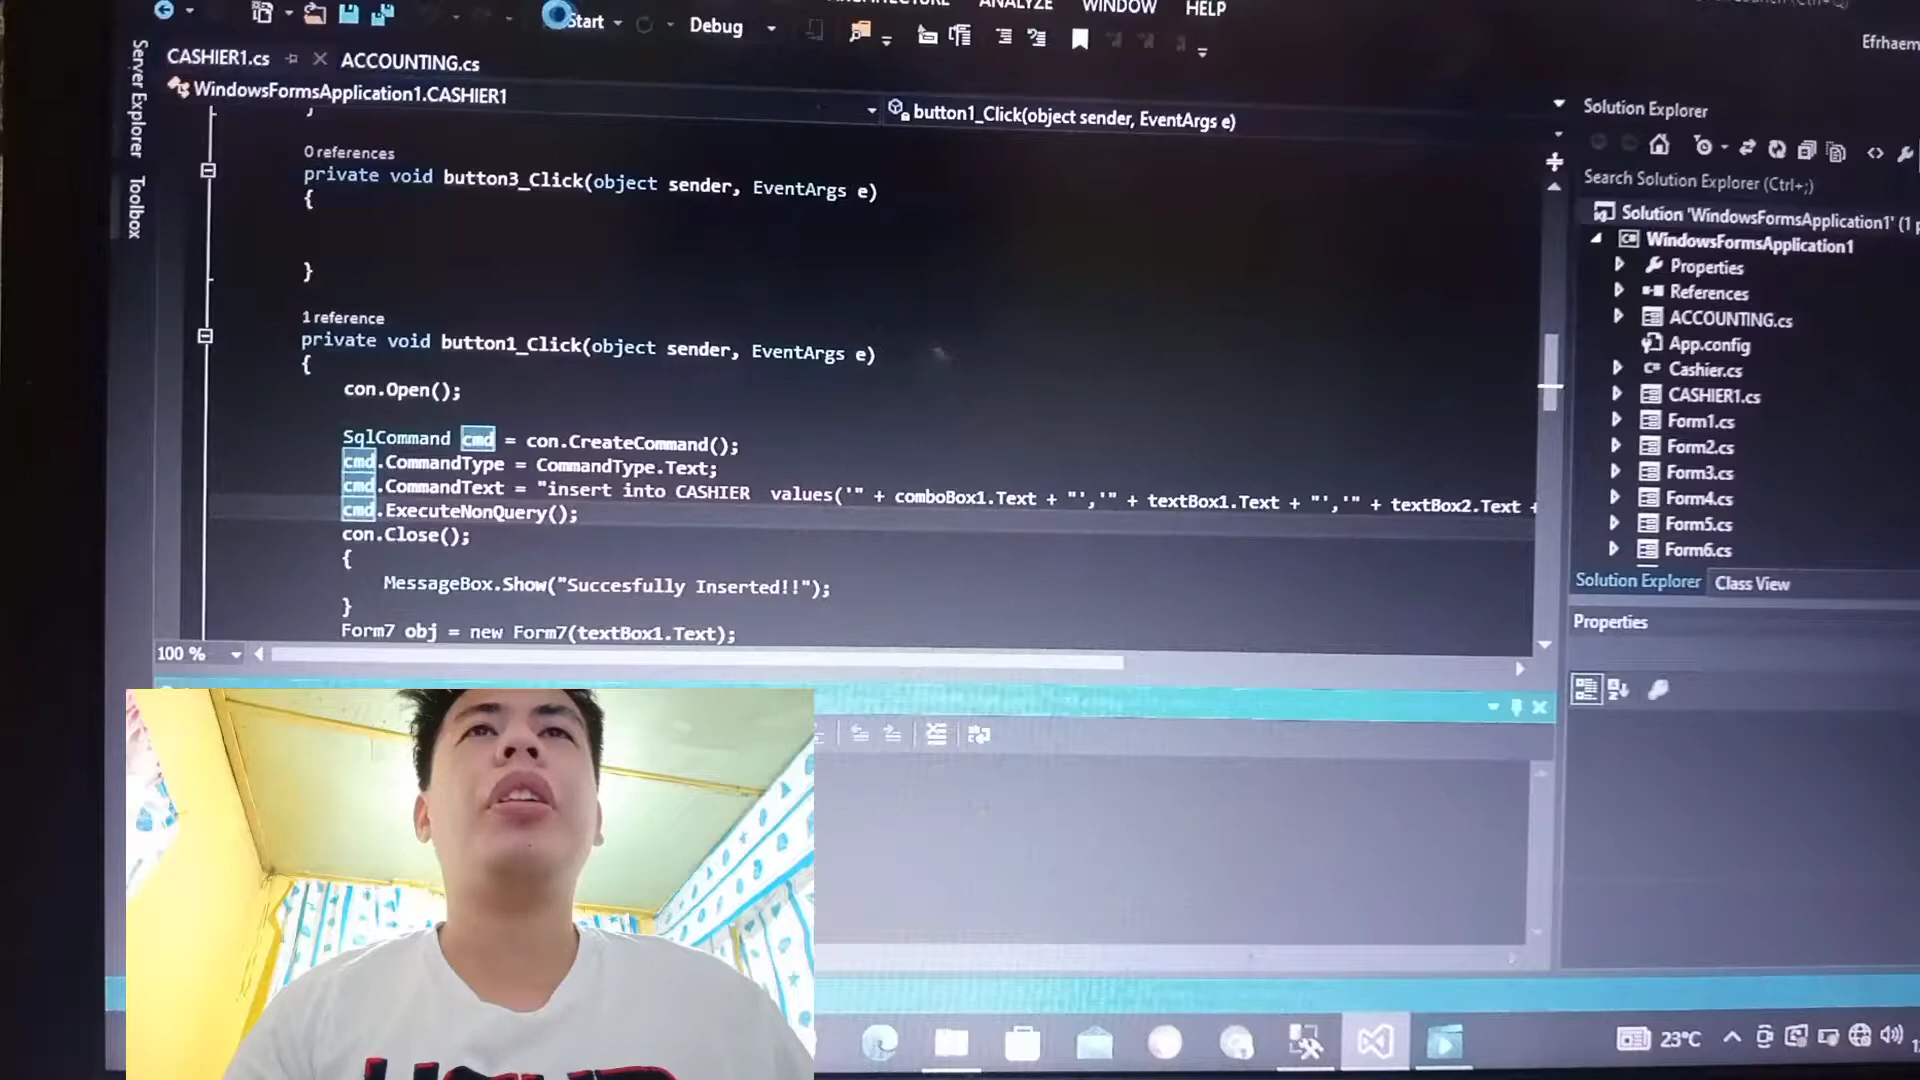 ANALYZE WINDOW HELP
Start Debug
Efrhaem
CASHIER1.cs ACCOUNTING.cs
WindowsFormsApplication1.CASHIER1 button1_Click(object sender, EventArgs e)
Server Explorer
Toolbox
}
0 references
private void button3_Click(object sender, EventArgs e)
{
}
1 reference
private void button1_Click(object sender, EventArgs e)
{
con.Open();
SqlCommand cmd = con.CreateCommand();
cmd.CommandType = CommandType.Text;
cmd.CommandText = "insert into CASHIER values('" + comboBox1.Text + "','" + textBox1.Text + "','" + textBox2.Text +
cmd.ExecuteNonQuery();
con.Close();
{
MessageBox.Show("Succesfully Inserted!!");
}
Form7 obj = new Form7(textBox1.Text);
100 %
Solution Explorer
Search Solution Explorer (Ctrl+;)
Solution 'WindowsFormsApplication1' (1 p
WindowsFormsApplication1
Properties
References
ACCOUNTING.cs
App.config
Cashier.cs
CASHIER1.cs
Form1.cs
Form2.cs
Form3.cs
Form4.cs
Form5.cs
Form6.cs
Solution Explorer Class View
Properties
23°C